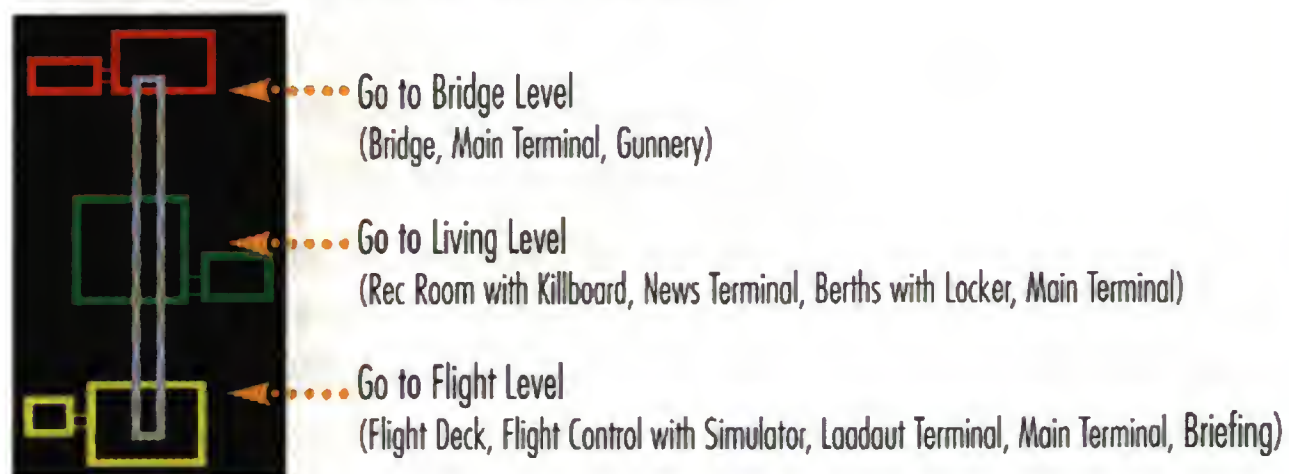 Go to Bridge Level
(Bridge, Main Terminal, Gunnery)
Go to Living Level
(Rec Room with Killboard, News Terminal, Berths with Locker, Main Terminal)
Go to Flight Level
(Flight Deck, Flight Control with Simulator, Loadout Terminal, Main Terminal, Briefing)